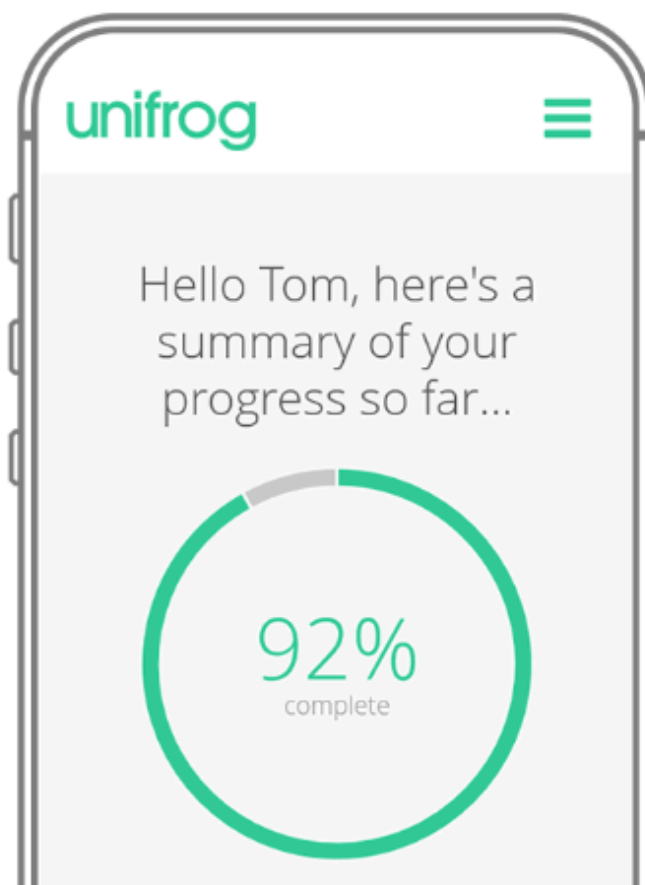 unifrog
Hello Tom, here's a
summary of your
progress so far...
92%
complete